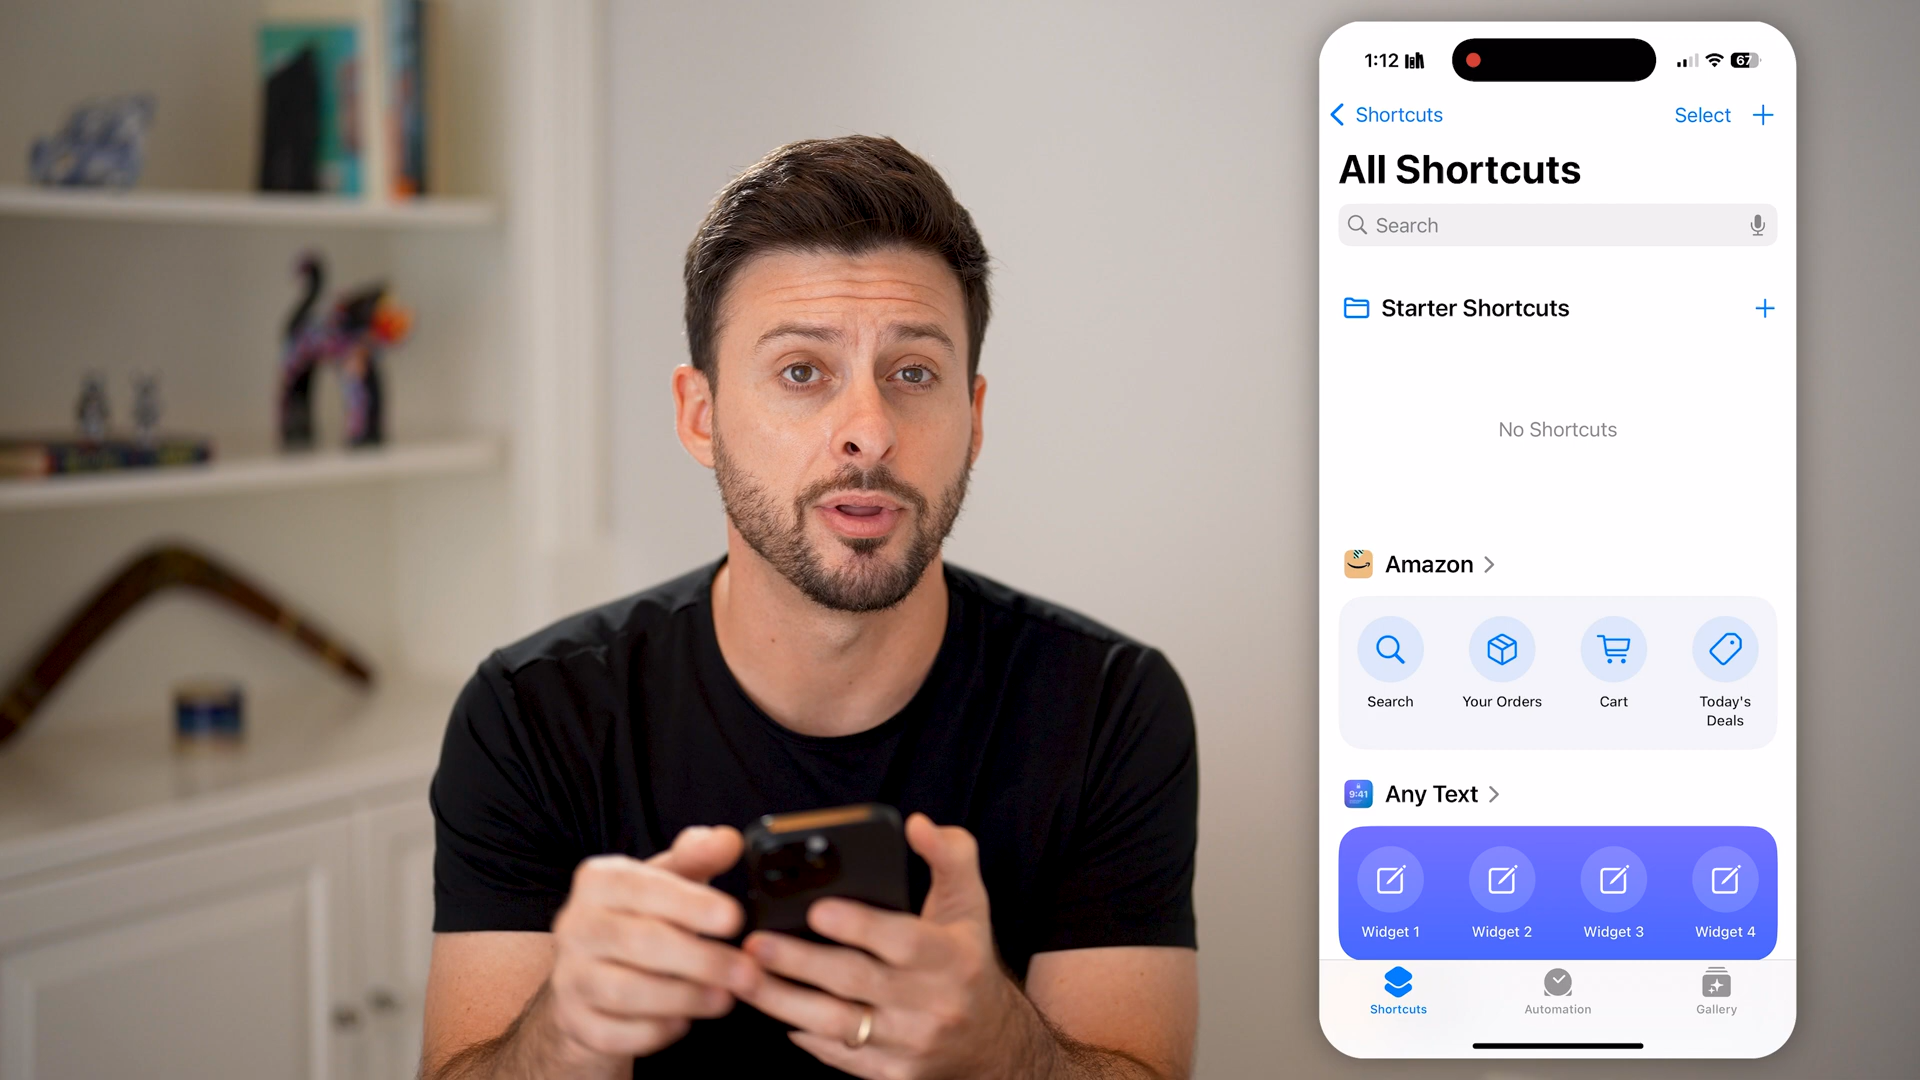 1:12
67
Shortcuts
Select
All Shortcuts
Search
Starter Shortcuts
No Shortcuts
Amazon
Search
Your Orders
Cart
Today's
Deals
9:41
Any Text
Widget 1
Widget 2
Widget 3
Widget 4
Shortcuts
Automation
Gallery